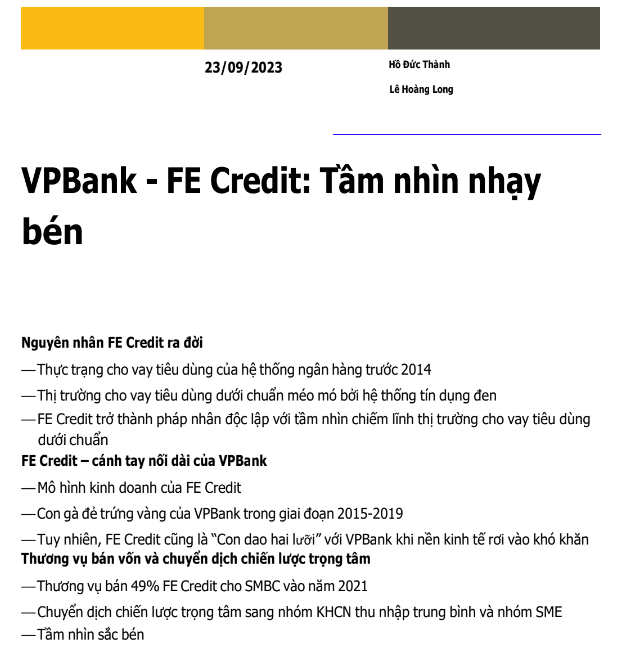 23/09/2023
Hồ Đức Thành
Lê Hoàng Long
VPBank - FE Credit: Tầm nhìn nhạy
bén
Nguyên nhân FE Credit ra đời
—Thực trạng cho vay tiêu dùng của hệ thống ngân hàng trước 2014
—Thị trường cho vay tiêu dùng dưới chuẩn méo mó bởi hệ thống tín dụng đen
—FE Credit trở thành pháp nhân độc lập với tầm nhìn chiếm lĩnh thị trường cho vay tiêu dùng
dưới chuẩn
FE Credit – cánh tay nối dài của VPBank
—Mô hình kinh doanh của FE Credit
—Con gà đẻ trứng vàng của VPBank trong giai đoạn 2015-2019
—Tuy nhiên, FE Credit cũng là “Con dao hai lưỡi” với VPBank khi nền kinh tế rơi vào khó khăn
Thương vụ bán vốn và chuyển dịch chiến lược trọng tâm
—Thương vụ bán 49% FE Credit cho SMBC vào năm 2021
—Chuyển dịch chiến lược trọng tâm sang nhóm KHCN thu nhập trung bình và nhóm SME
—Tầm nhìn sắc bén